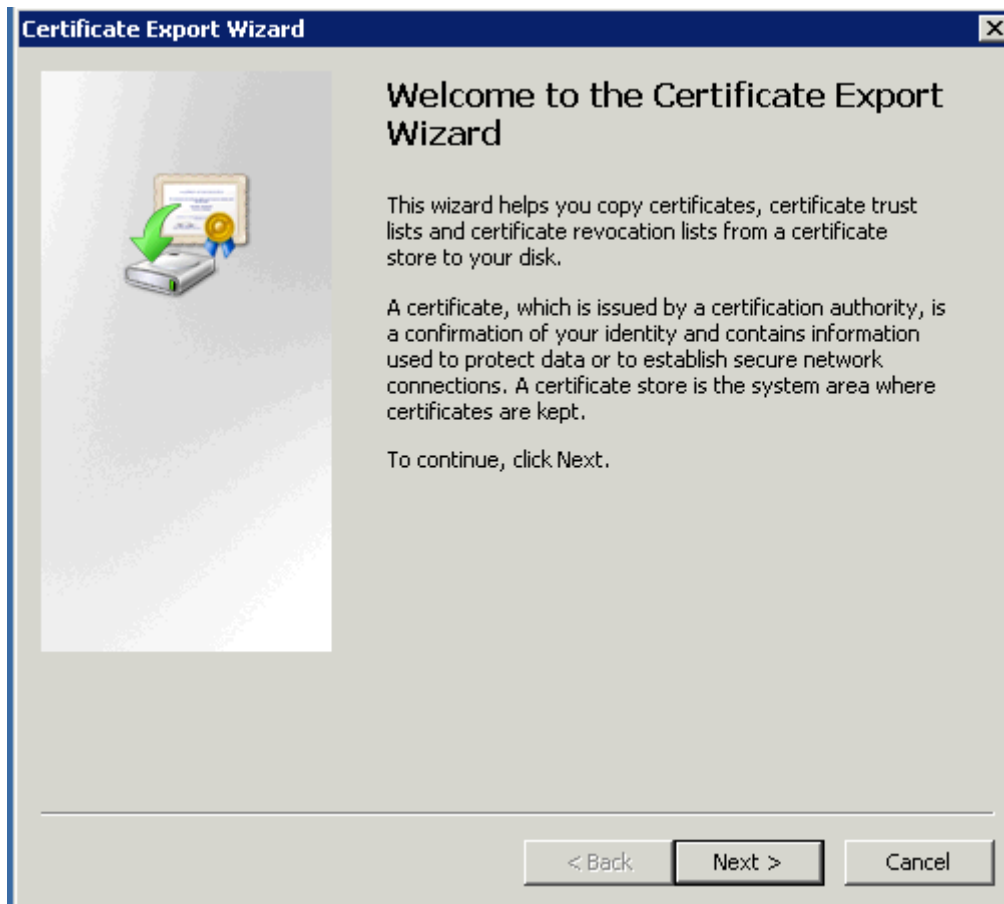 Certificate Export Wizard
Welcome to the Certificate Export
Wizard
This wizard helps you copy certificates, certificate trust
lists and certificate revocation lists from a certificate
store to your disk.
A certificate, which is issued by a certification authority, is
a confirmation of your identity and contains information
used to protect data or to establish secure network
connections. A certificate store is the system area where
certificates are kept.
To continue, click Next.
< Back Next > Cancel